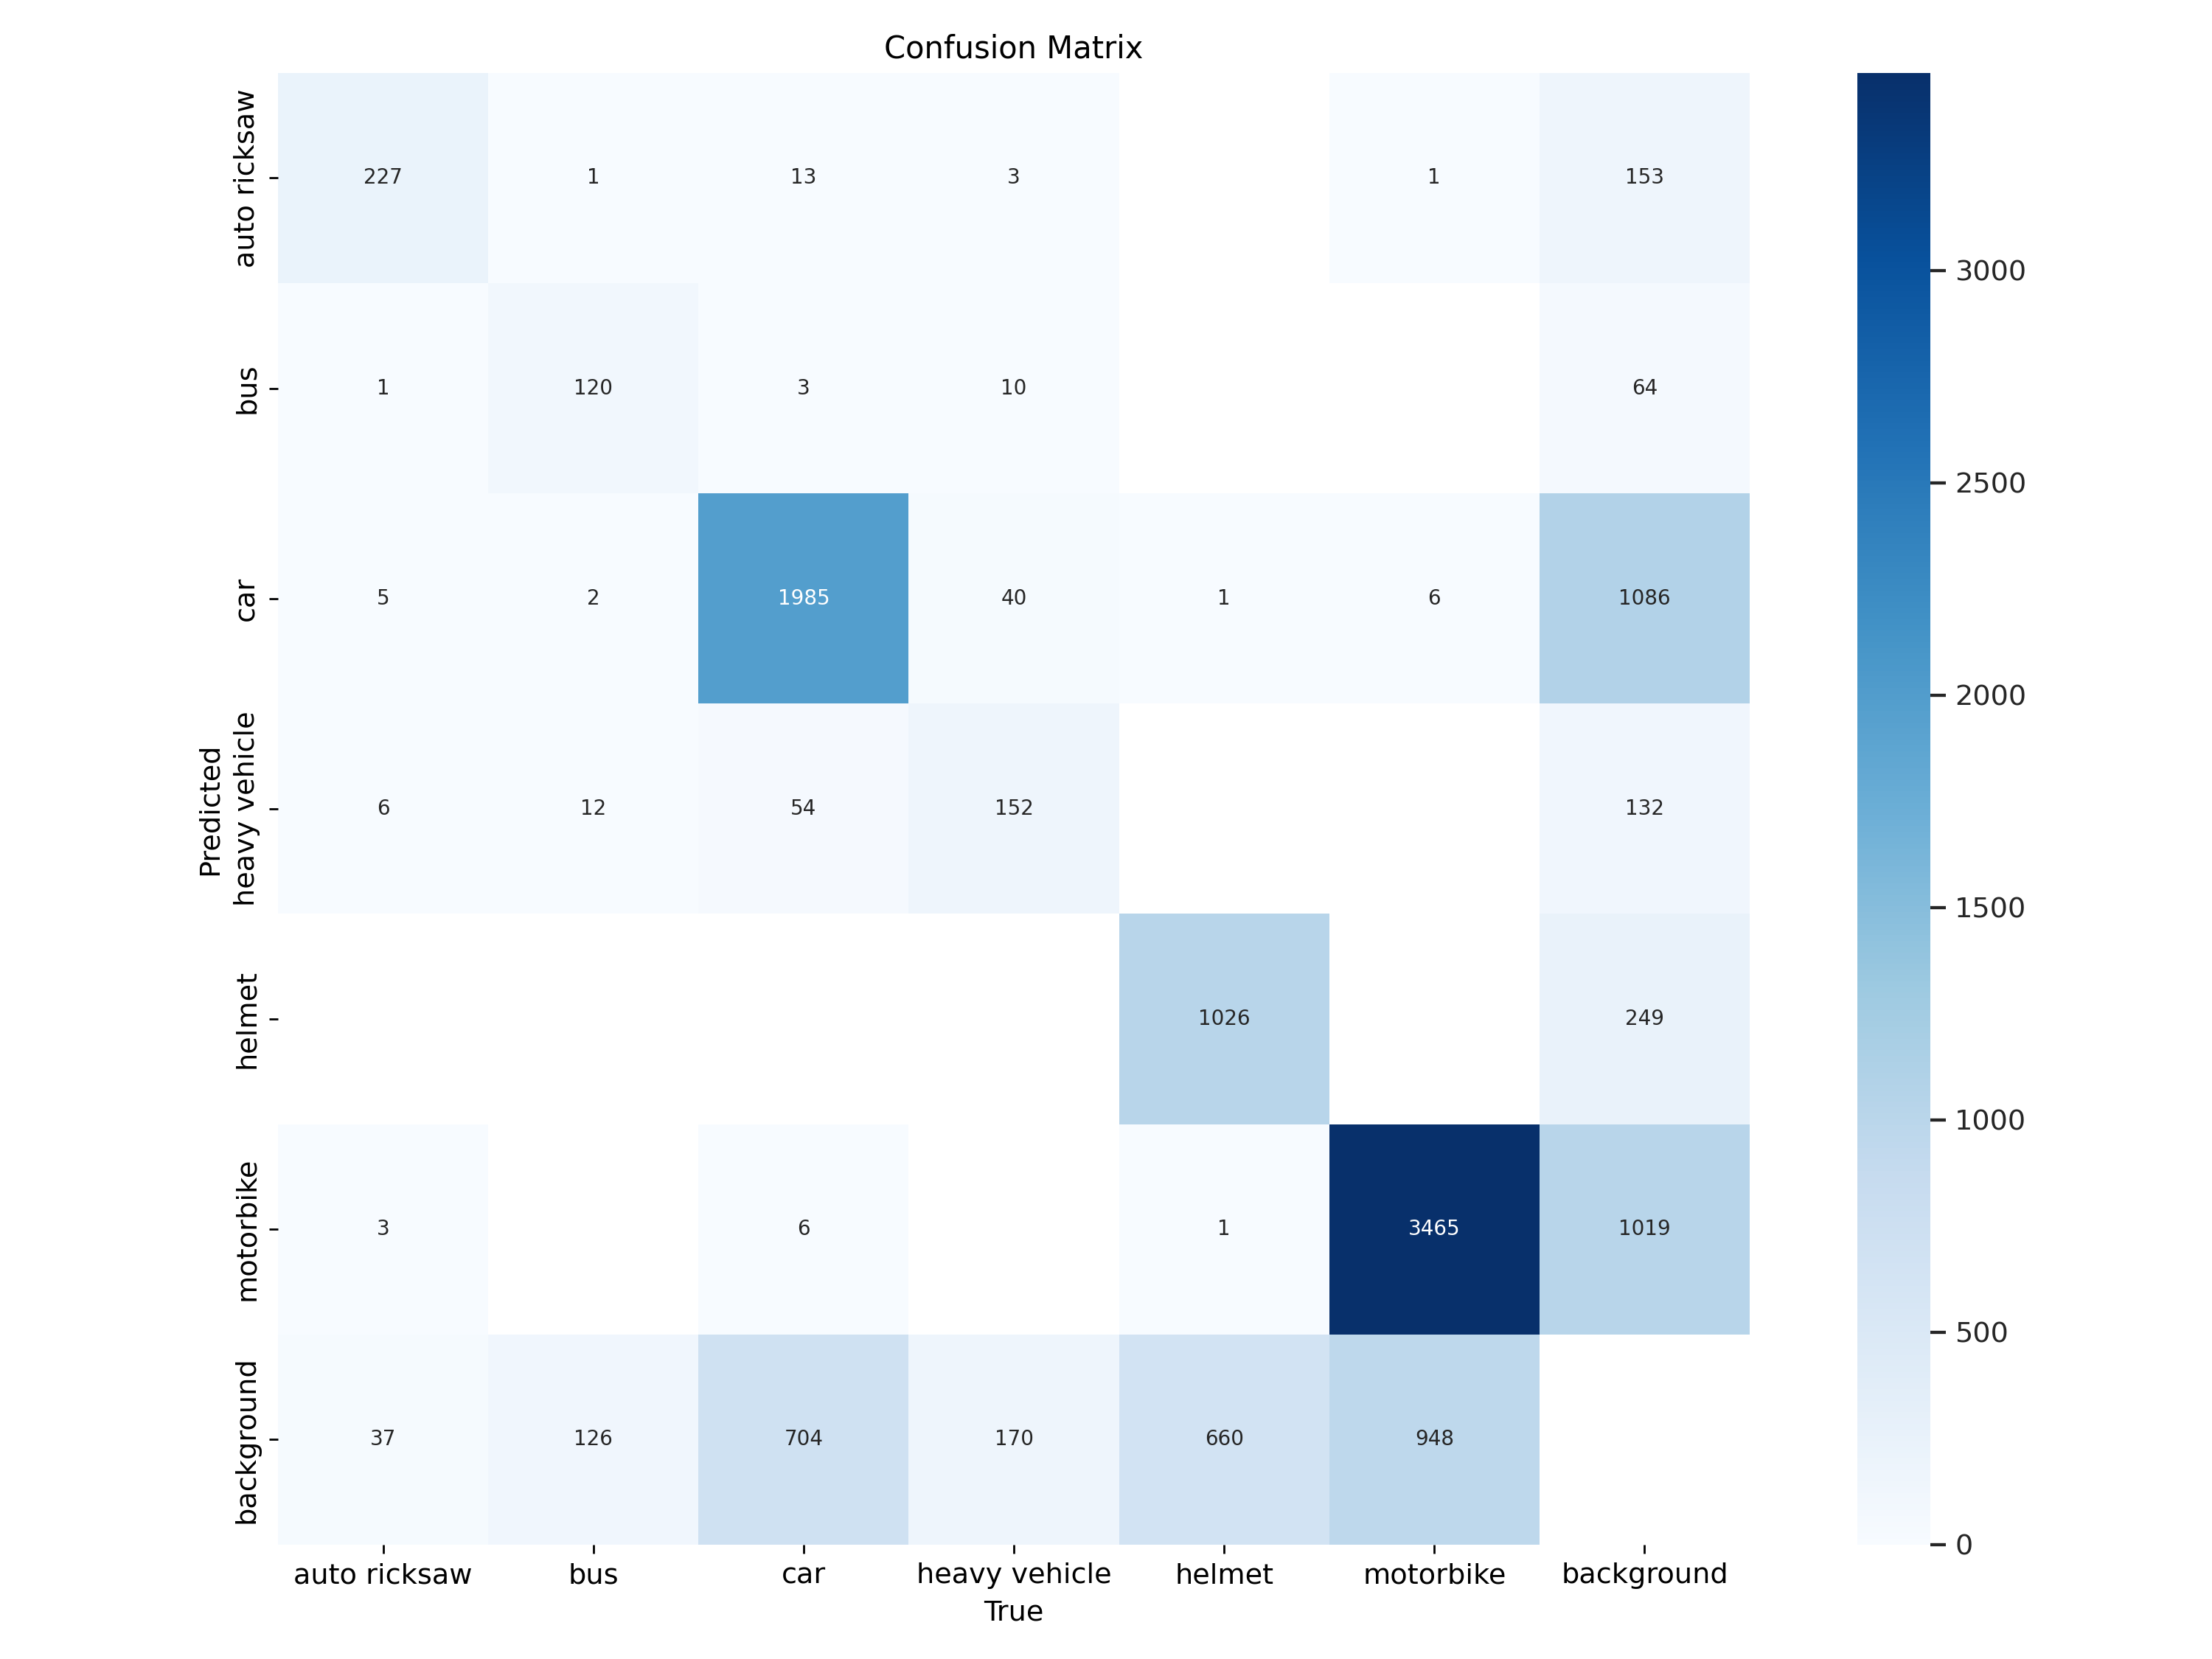 Confusion Matrix
auto ricksaw
227 1 13 3 1 153
3000
bus
1 120 3 10 64
2500
car
5 2 1985 40 1 6 1086
2000
Predicted
heavy vehicle
6 12 54 152 132
1500
helmet
1026 249
1000
motorbike
3 6 1 3465 1019
500
background
37 126 704 170 660 948
0
auto ricksaw bus car heavy vehicle helmet motorbike background
True